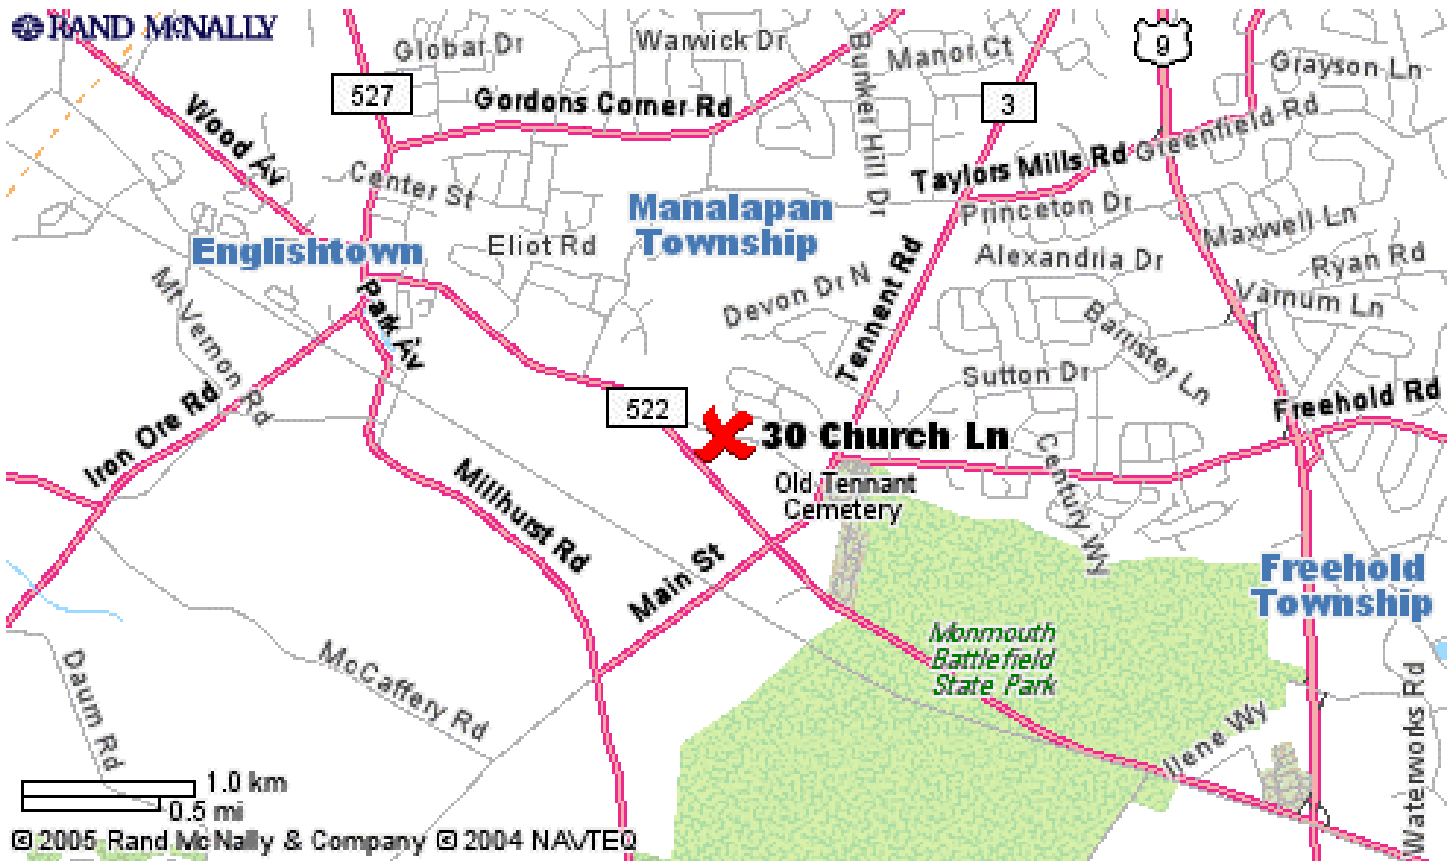 RAND McNALLY
Globar Dr
Warwick Dr
Bunker Hill Dr
Manor Ct
9
Grayson Ln
527
Gordons Corner Rd
3
Wood Av
Taylors Mills Rd
Greenfield Rd
Center St
Princeton Dr
Manalapan
Township
Maxwell Ln
Englishtown
Eliot Rd
Alexandria Dr
Ryan Rd
Mt Vernon Rd
Park Av
Devon Dr N
Tennent Rd
Varnum Ln
Barrister Ln
Sutton Dr
Iron Ore Rd
522
Freehold Rd
30 Church Ln
Millhurst Rd
Old Tennant
Cemetery
Century Wy
Main St
Freehold
Township
Monmouth
Battlefield
State Park
McCaffery Rd
Daum Rd
Ilene Wy
Waterworks Rd
1.0 km
0.5 mi
© 2005 Rand McNally & Company © 2004 NAVTEQ